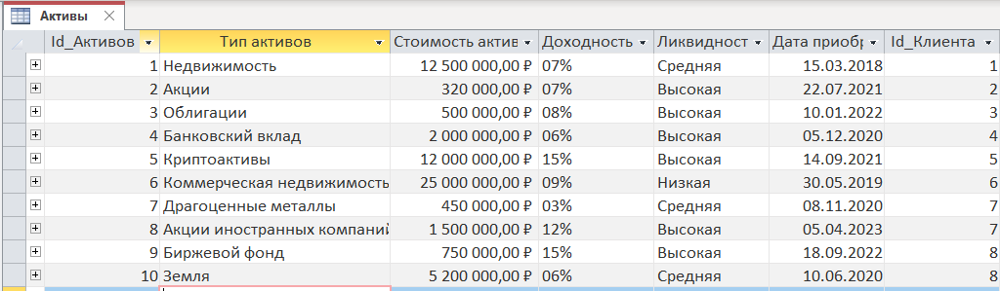 Активы
Id_Активов Тип активов Стоимость актив Доходность Ликвидност Дата приобр Id_Клиента
1 Недвижимость 12 500 000,00 ₽ 07% Средняя 15.03.2018 1
2 Акции 320 000,00 ₽ 07% Высокая 22.07.2021 2
3 Облигации 500 000,00 ₽ 08% Высокая 10.01.2022 3
4 Банковский вклад 2 000 000,00 ₽ 06% Высокая 05.12.2020 4
5 Криптоактивы 12 000 000,00 ₽ 15% Высокая 14.09.2021 5
6 Коммерческая недвижимость 25 000 000,00 ₽ 09% Низкая 30.05.2019 6
7 Драгоценные металлы 450 000,00 ₽ 03% Средняя 08.11.2020 7
8 Акции иностранных компаний 1 500 000,00 ₽ 12% Высокая 05.04.2023 7
9 Биржевой фонд 750 000,00 ₽ 15% Высокая 18.09.2022 8
10 Земля 5 200 000,00 ₽ 06% Средняя 10.06.2020 8